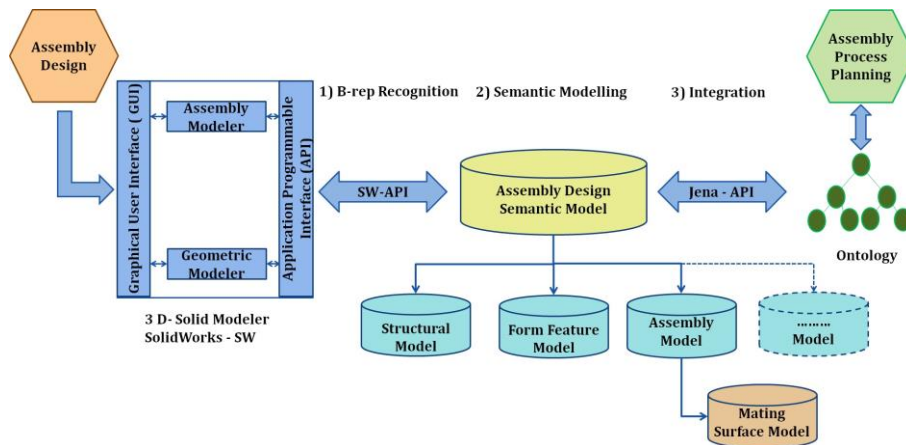 Assembly
Design
Graphical User Interface ( GUI)
Assembly
Modeler
Geometric
Modeler
Application Programmable
Interface (API)
3 D- Solid Modeler
SolidWorks - SW
1) B-rep Recognition
2) Semantic Modelling
3) Integration
SW-API
Assembly Design
Semantic Model
Jena - API
Assembly
Process
Planning
Ontology
Structural
Model
Form Feature
Model
Assembly
Model
.........
Model
Mating
Surface Model